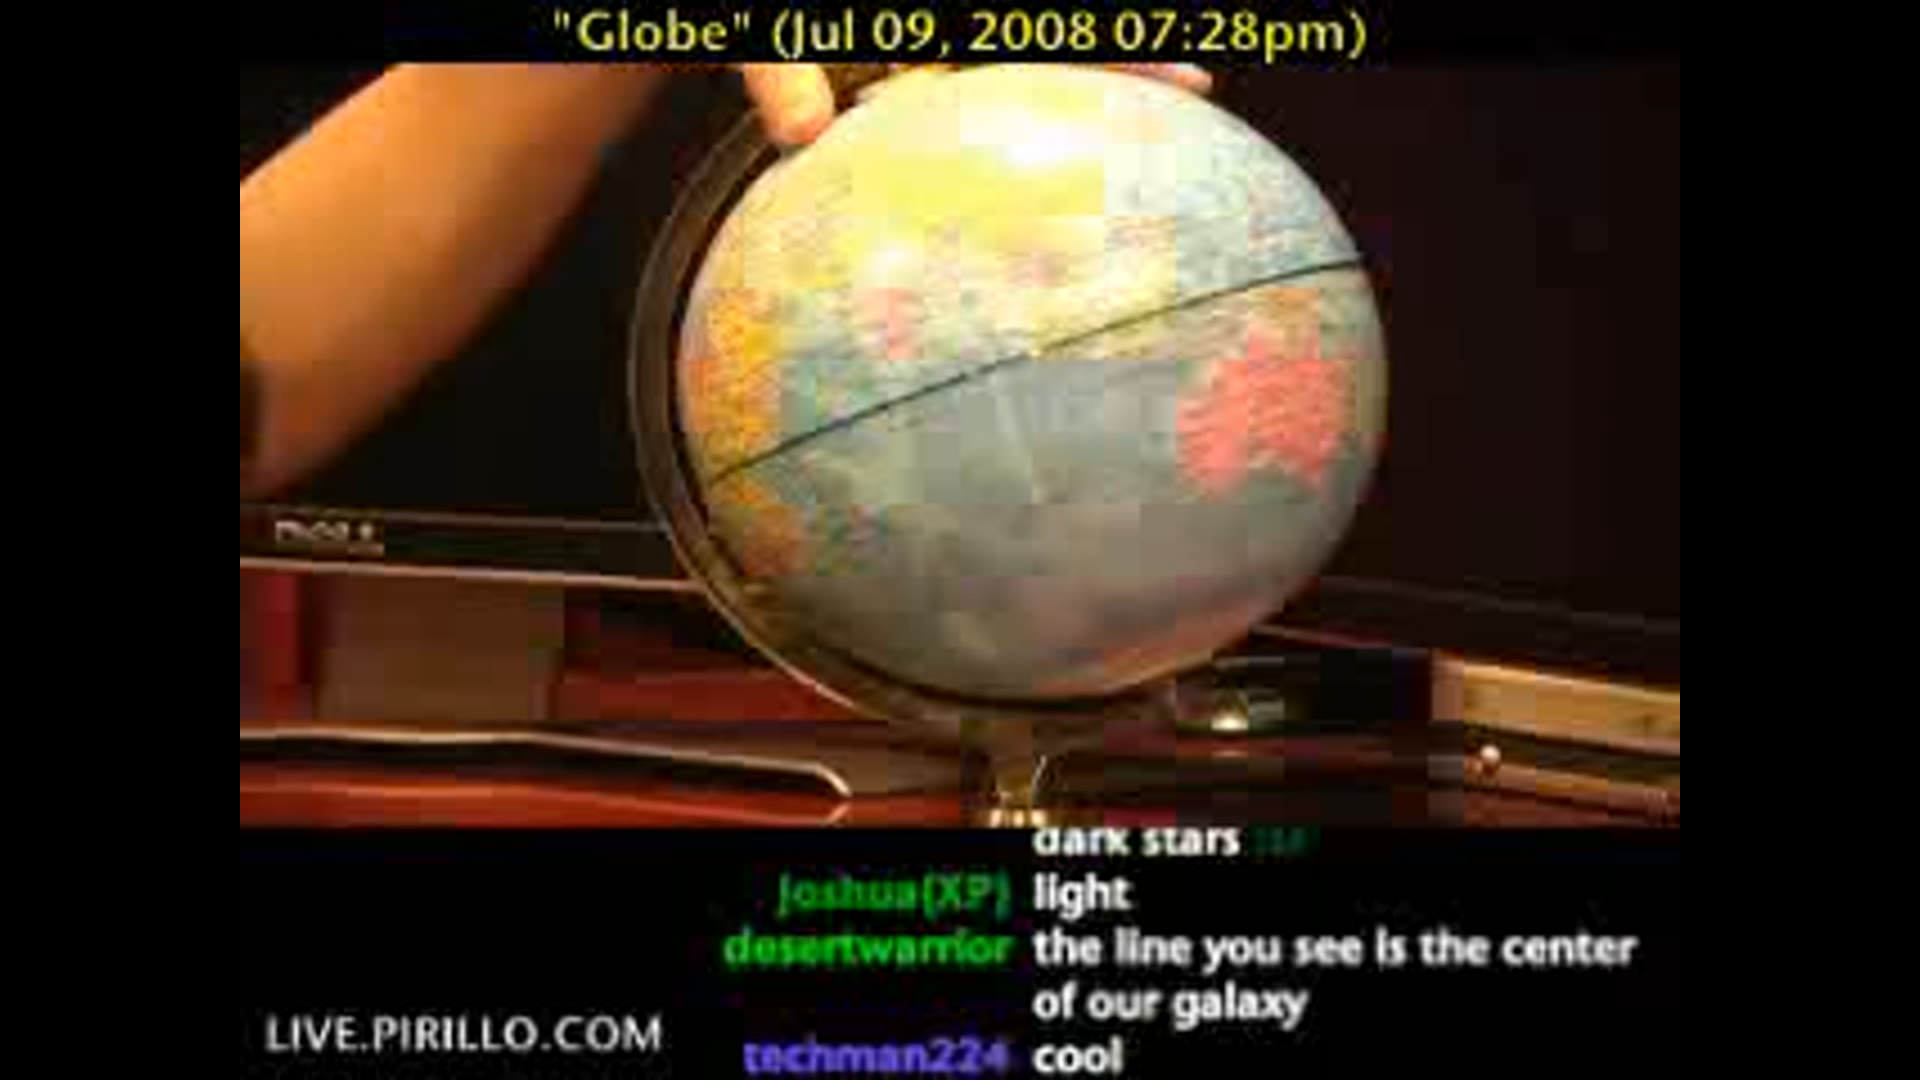 "Globe" (Jul 09, 2008 07:28pm)
dark stars
Joshua(XP) light
desertwarrior the line you see is the center
of our galaxy
LIVE.PIRILLO.COM
techman224 cool